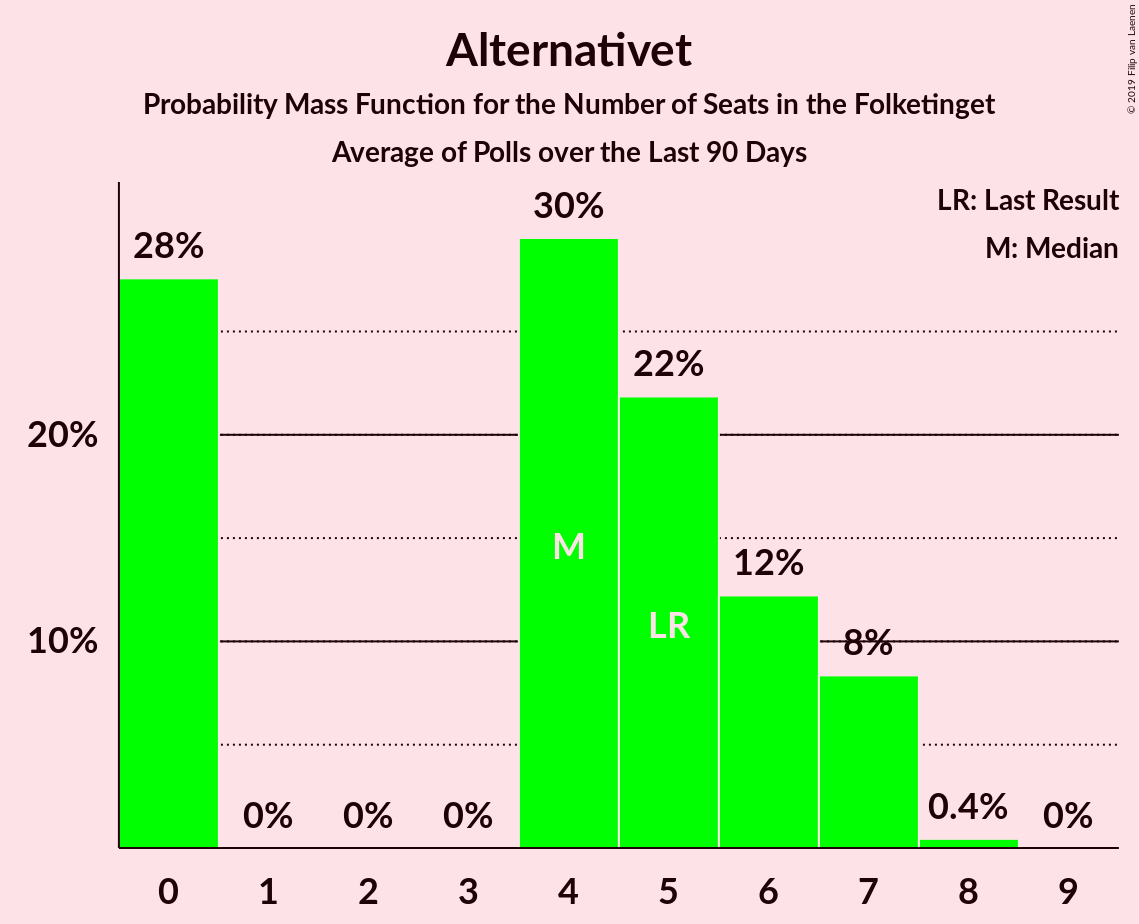 Alternativet
Probability Mass Function for the Number of Seats in the Folketinget
Average of Polls over the Last 90 Days
© 2019 Filip van Laenen
LR: Last Result
M: Median
30%
28%
22%
20%
M
12%
LR
10%
8%
0% 0% 0% 0.4% 0%
0 1 2 3 4 5 6 7 8 9